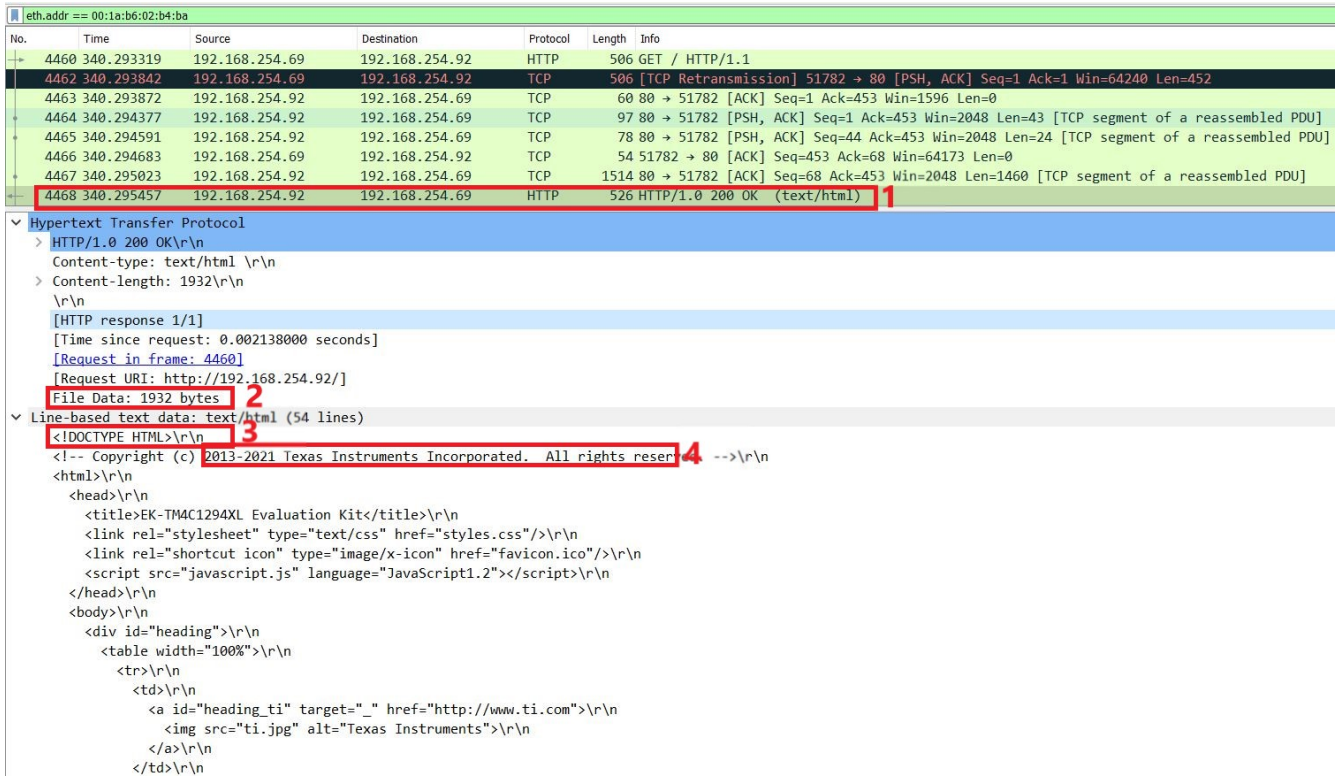 eth.addr == 00:1a:b6:02:b4:ba
No. Time Source Destination Protocol Length Info
4460 340.293319 192.168.254.69 192.168.254.92 HTTP 506 GET / HTTP/1.1
4462 340.293842 192.168.254.69 192.168.254.92 TCP 506 [TCP Retransmission] 51782 → 80 [PSH, ACK] Seq=1 Ack=1 Win=64240 Len=452
4463 340.293872 192.168.254.92 192.168.254.69 TCP 60 80 → 51782 [ACK] Seq=1 Ack=453 Win=1596 Len=0
4464 340.294377 192.168.254.92 192.168.254.69 TCP 97 80 → 51782 [PSH, ACK] Seq=1 Ack=453 Win=2048 Len=43 [TCP segment of a reassembled PDU]
4465 340.294591 192.168.254.92 192.168.254.69 TCP 78 80 → 51782 [PSH, ACK] Seq=44 Ack=453 Win=2048 Len=24 [TCP segment of a reassembled PDU]
4466 340.294683 192.168.254.69 192.168.254.92 TCP 54 51782 → 80 [ACK] Seq=453 Ack=68 Win=64173 Len=0
4467 340.295023 192.168.254.92 192.168.254.69 TCP 1514 80 → 51782 [ACK] Seq=68 Ack=453 Win=2048 Len=1460 [TCP segment of a reassembled PDU]
4468 340.295457 192.168.254.92 192.168.254.69 HTTP 526 HTTP/1.0 200 OK (text/html) 1
Hypertext Transfer Protocol
HTTP/1.0 200 OK\r\n
Content-type: text/html \r\n
Content-length: 1932\r\n
\r\n
[HTTP response 1/1]
[Time since request: 0.002138000 seconds]
[Request in frame: 4460]
[Request URI: http://192.168.254.92/]
File Data: 1932 bytes 2
Line-based text data: text/html (54 lines)
<!DOCTYPE HTML>\r\n 3
<!-- Copyright (c) 2013-2021 Texas Instruments Incorporated. All rights 4 -->\r\n
<html>\r\n
<head>\r\n
<title>EK-TM4C1294XL Evaluation Kit</title>\r\n
<link rel="stylesheet" type="text/css" href="styles.css"/>\r\n
<link rel="shortcut icon" type="image/x-icon" href="favicon.ico"/>\r\n
<script src="javascript.js" language="JavaScript1.2"></script>\r\n
</head>\r\n
<body>\r\n
<div id="heading">\r\n
<table width="100%">\r\n
<tr>\r\n
<td>\r\n
<a id="heading_ti" target="_" href="http://www.ti.com">\r\n
<img src="ti.jpg" alt="Texas Instruments">\r\n
</a>\r\n
</td>\r\n